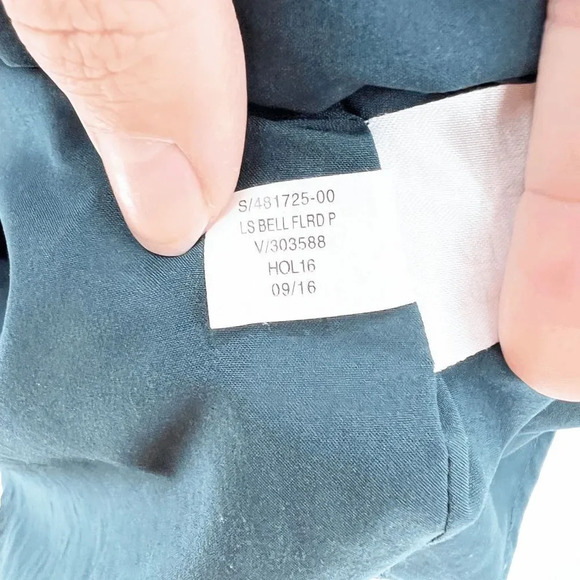 S/481725-00
LS BELL FLRD P
V/303588
HOL16
09/16